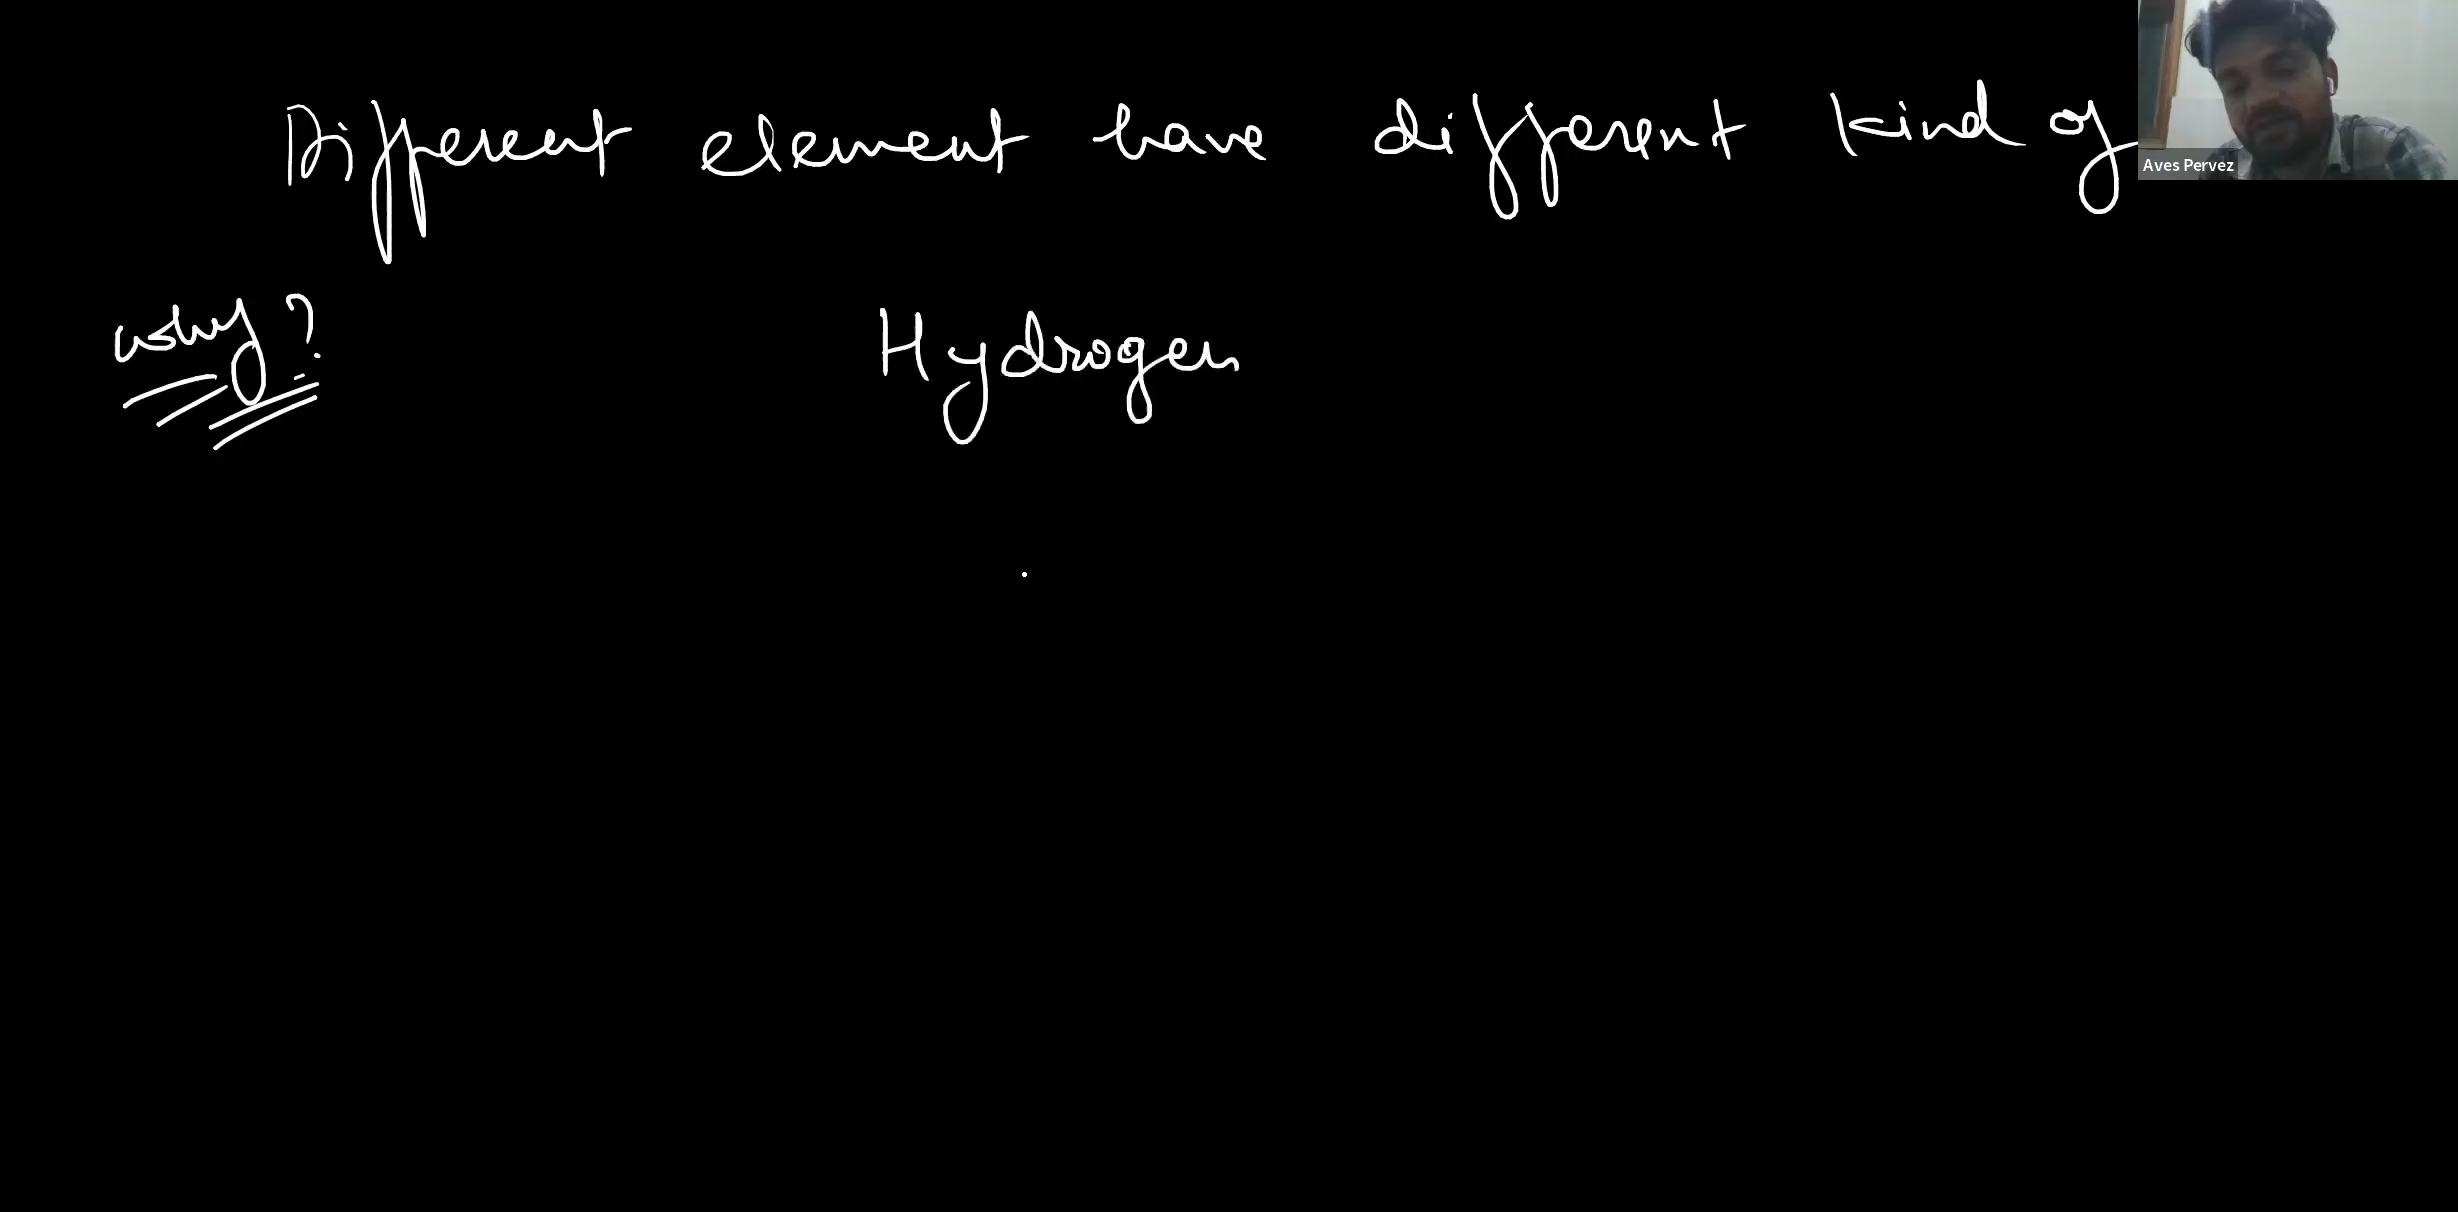 Different element have different kind of
Aves Pervez
why?
Hydrogen